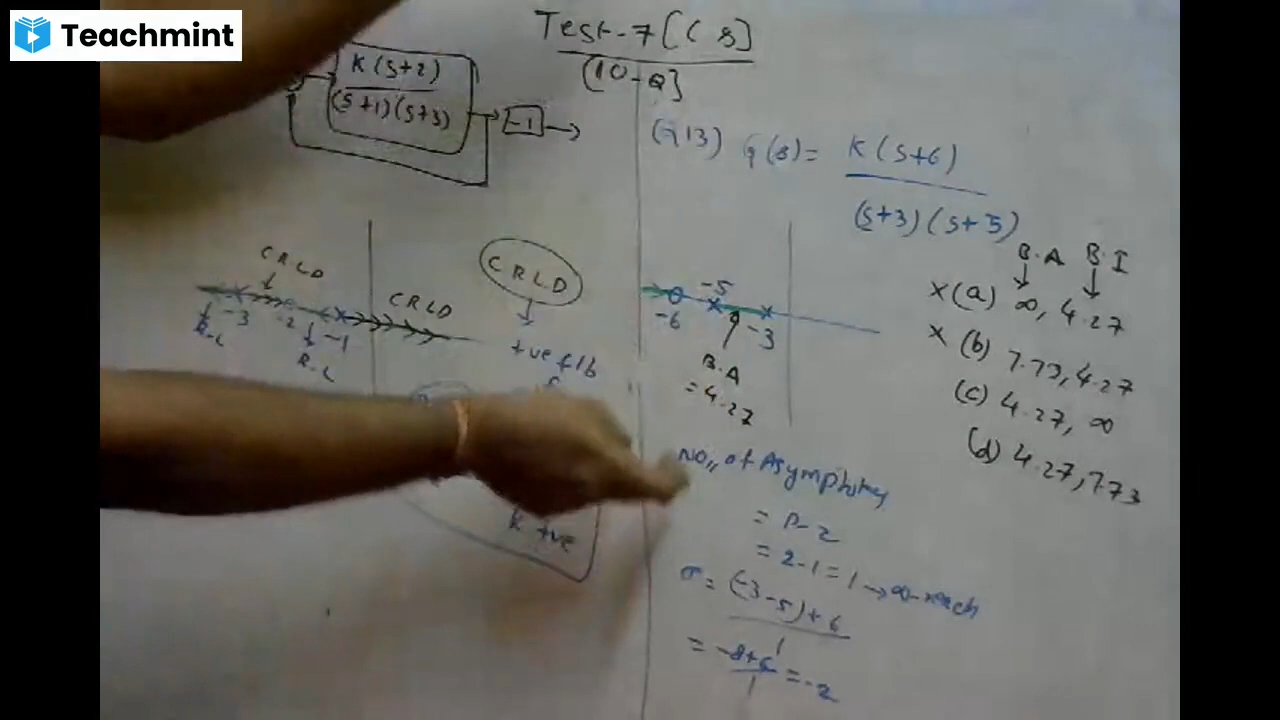 Teachmint
Test-7 [CS]
(10-Q]
K(S+2)
(S+1)(S+3)
-1
CRLD
CRLD
-3
-2
-1
R-L
R.L
CRLD
+ve f/b
K +ve
(Q13) G(s) = K(S+6)
(S+3)(S+5)
-5
-6
-3
B.A
= 4.27
B.A B.I
x (a) ∞, 4.27
x (b) 7.73, 4.27
(c) 4.27, ∞
(d) 4.27, 7.73
No,, of Asymptotes
= P-Z
= 2-1 = 1 → ∞-reach
σ = (-3-5)+6
1
= -8+6
1
= -2